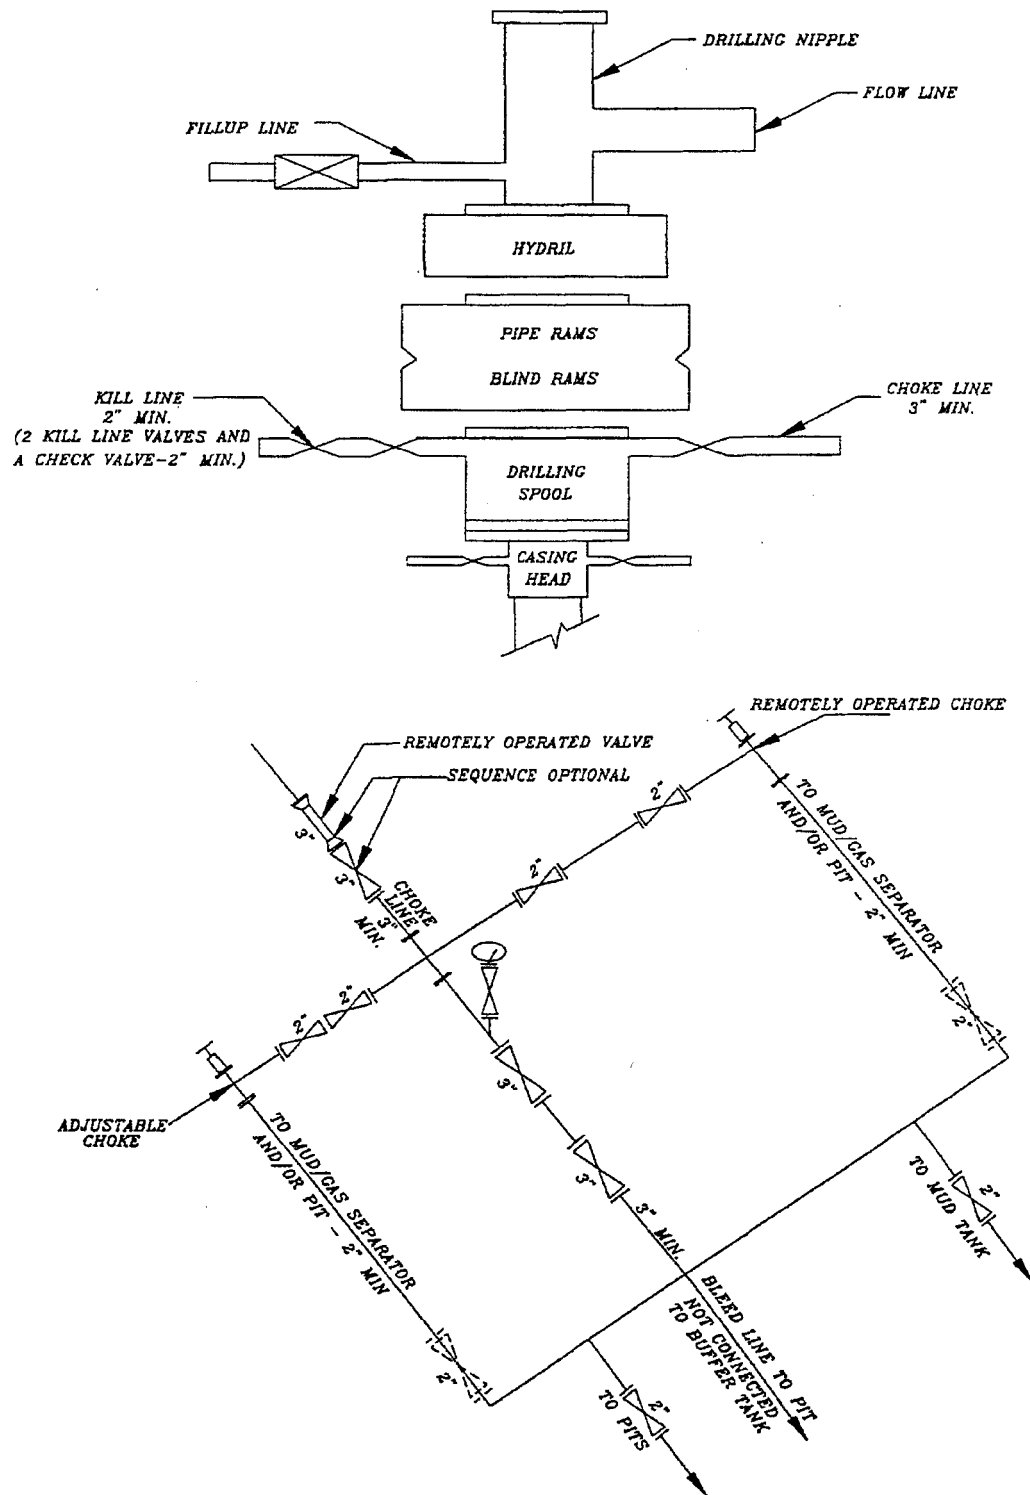 DRILLING NIPPLE
FLOW LINE
FILLUP LINE
HYDRIL
PIPE RAMS
BLIND RAMS
KILL LINE
2" MIN.
(2 KILL LINE VALVES AND
A CHECK VALVE-2" MIN.)
CHOKE LINE
3" MIN.
DRILLING
SPOOL
CASING
HEAD
REMOTELY OPERATED CHOKE
REMOTELY OPERATED VALVE
SEQUENCE OPTIONAL
3"
3"
CHOKE
LINE
3"
MIN.
2"
2"
TO MUD/GAS SEPARATOR
AND/OR PIT - 2" MIN
2"
2"
2"
ADJUSTABLE
CHOKE
TO MUD/GAS SEPARATOR
AND/OR PIT - 2" MIN
2"
3"
3"
3" MIN.
BLEED LINE TO PIT
NOT CONNECTED
TO BUFFER TANK
TO MUD TANK
2"
TO PITS
2"